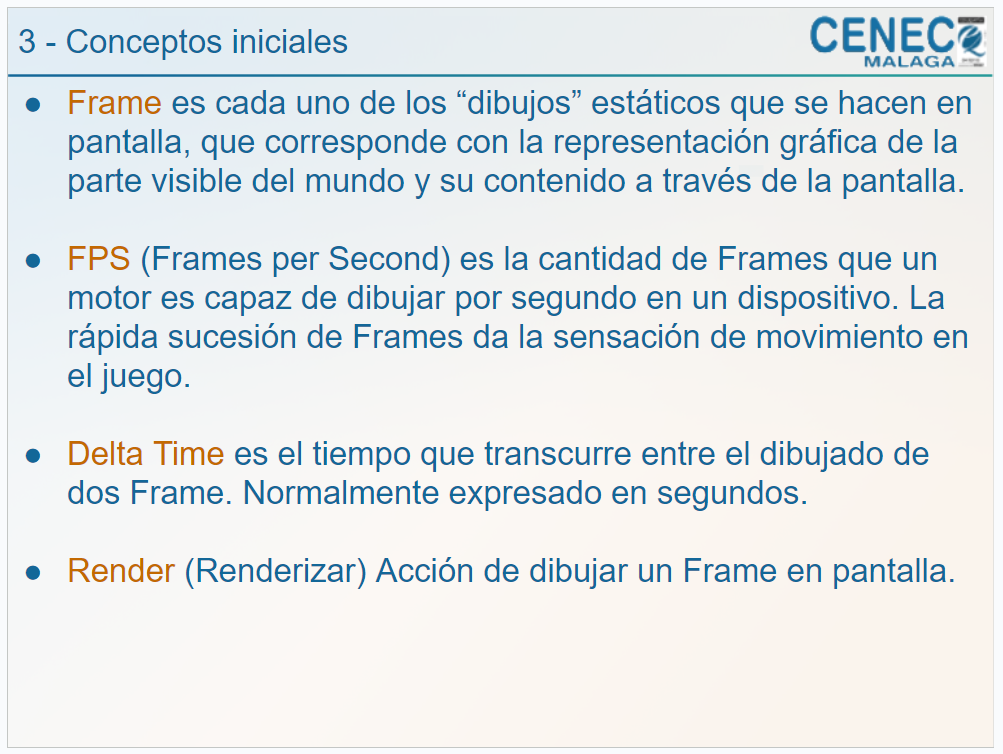 3 - Conceptos iniciales
CENEC
MALAGA
● Frame es cada uno de los “dibujos” estáticos que se hacen en
pantalla, que corresponde con la representación gráfica de la
parte visible del mundo y su contenido a través de la pantalla.
● FPS (Frames per Second) es la cantidad de Frames que un
motor es capaz de dibujar por segundo en un dispositivo. La
rápida sucesión de Frames da la sensación de movimiento en
el juego.
● Delta Time es el tiempo que transcurre entre el dibujado de
dos Frame. Normalmente expresado en segundos.
● Render (Renderizar) Acción de dibujar un Frame en pantalla.